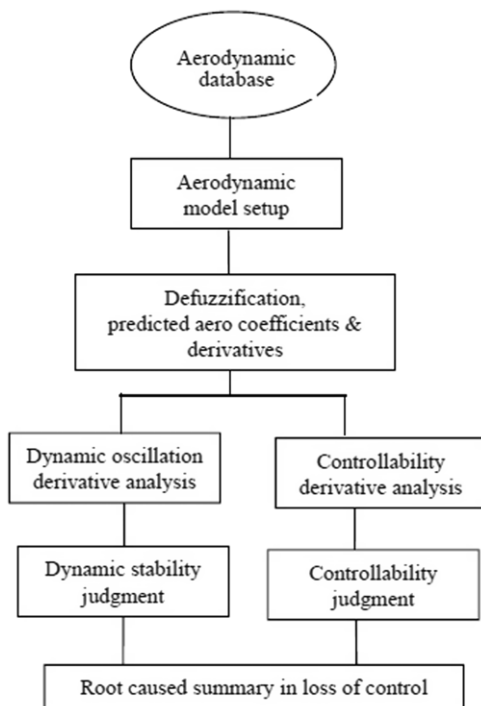 Aerodynamic
database
Aerodynamic
model setup
Defuzzification,
predicted aero coefficients &
derivatives
Dynamic oscillation
derivative analysis
Controllability
derivative analysis
Dynamic stability
judgment
Controllability
judgment
Root caused summary in loss of control